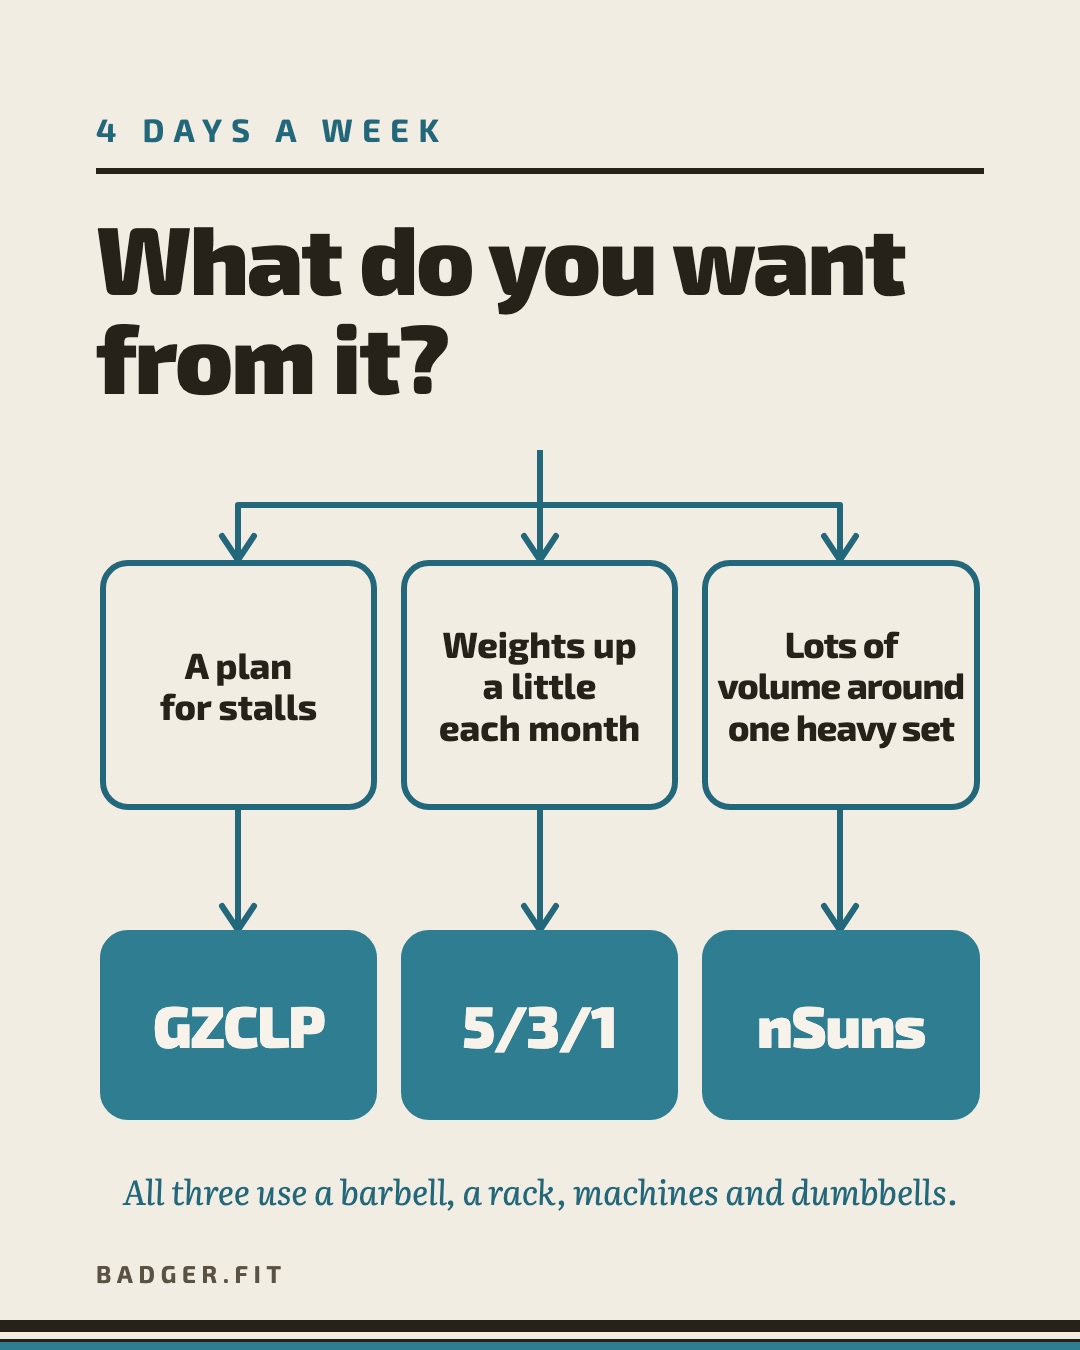 4 DAYS A WEEK
What do you want
from it?
A plan
for stalls
Weights up
a little
each month
Lots of
volume around
one heavy set
GZCLP
5/3/1
nSuns
All three use a barbell, a rack, machines and dumbbells.
BADGER.FIT